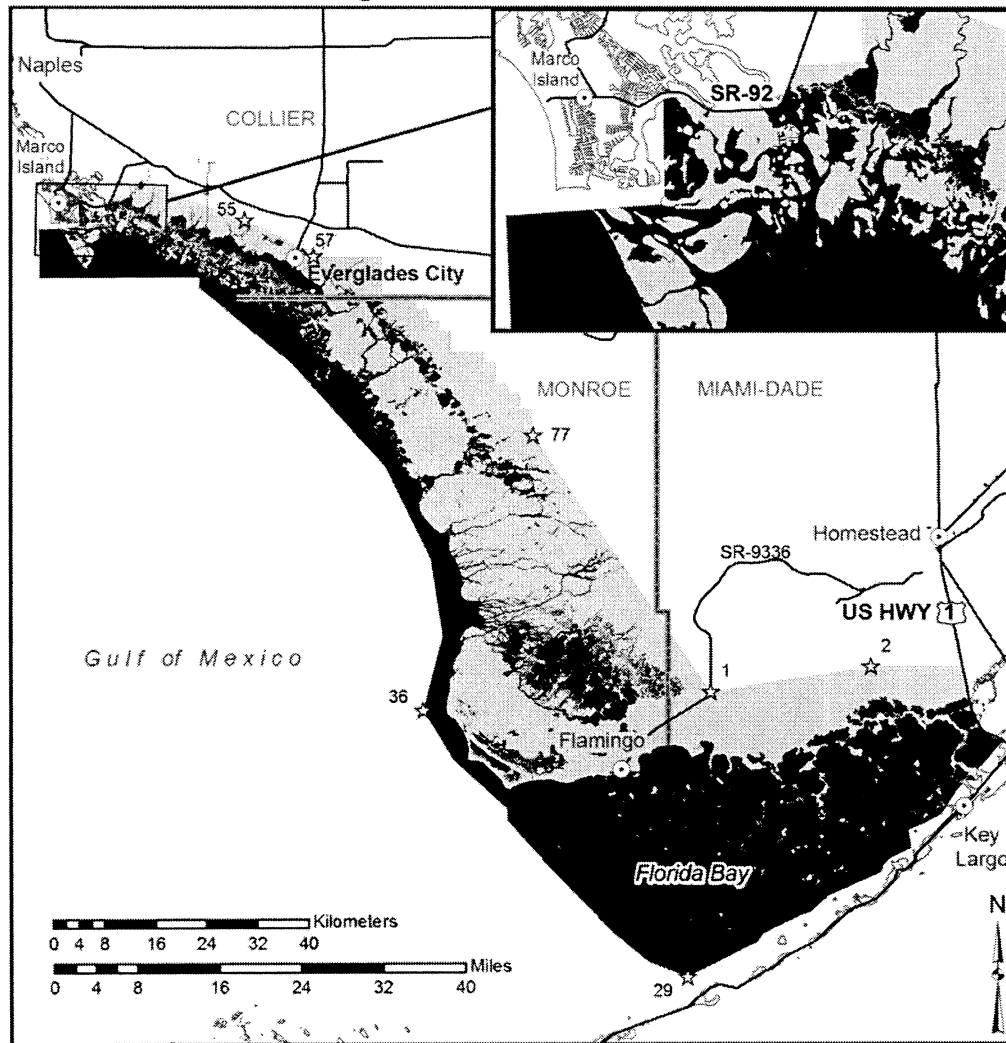 Naples
COLLIER
Marco
Island
55
57
Everglades City
Marco
Island
SR-92
MONROE
MIAMI-DADE
77
Homestead
SR-9336
US HWY 1
Gulf of Mexico
1
2
36
Flamingo
Key
Largo
Florida Bay
N
Kilometers
0 4 8 16 24 32 40
Miles
0 4 8 16 24 32 40
29